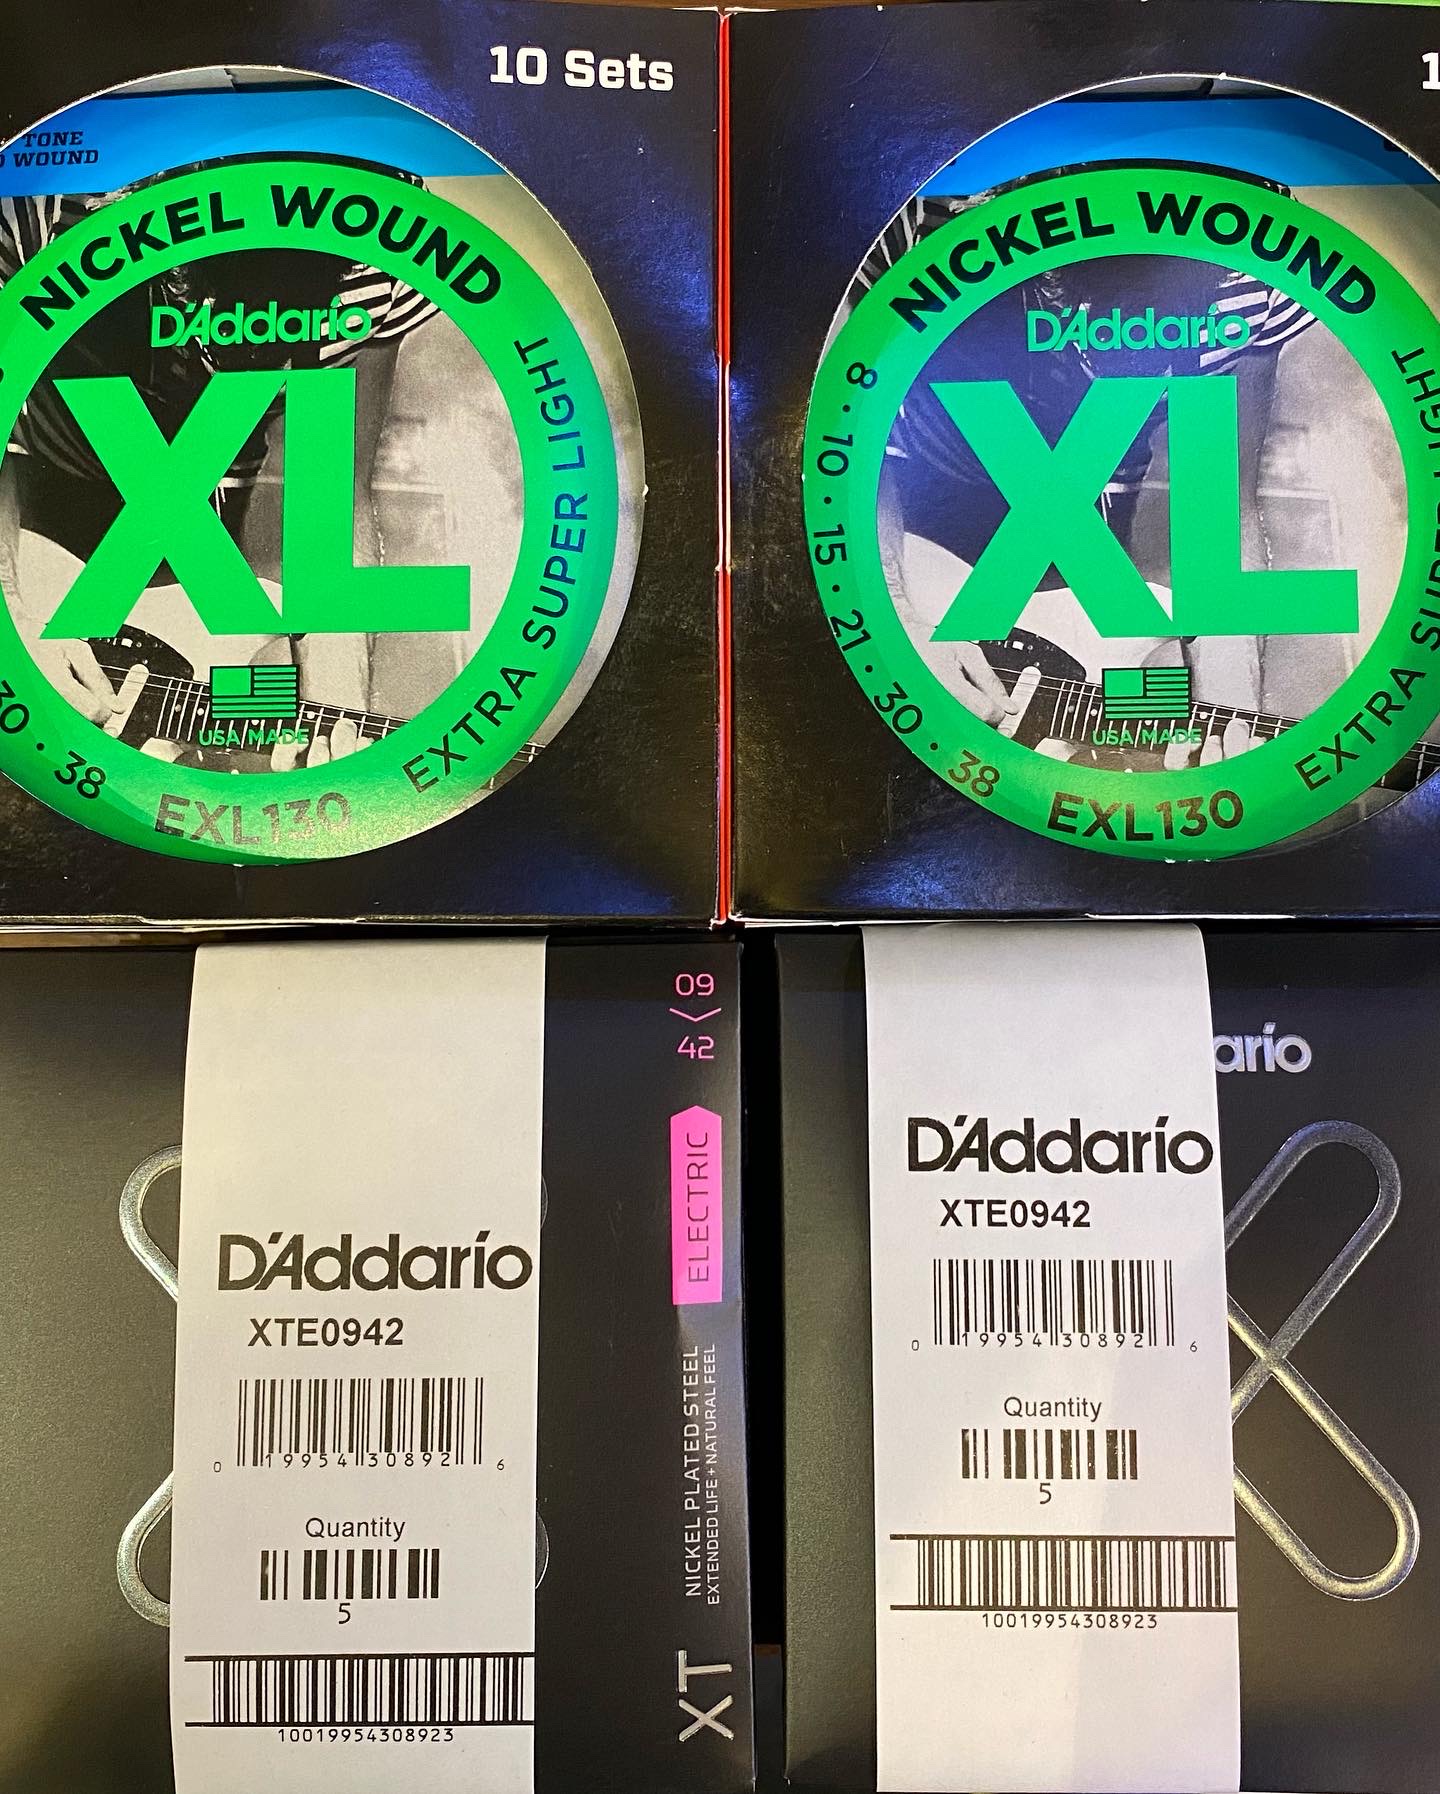 10 Sets
TONE
WOUND
NICKEL WOUND
D'Addario
XL
EXTRA SUPER LIGHT
USA MADE
30 • 38
EXL130
NICKEL WOUND
D'Addario
XL
8 • 10 • 15 • 21 • 30 • 38
USA MADE
EXL130
EXTRA SUPER LIGHT
D'Addario
XTE0942
0 19954 30892 6
Quantity
5
10019954308923
09
42
ELECTRIC
NICKEL PLATED STEEL
EXTENDED LIFE + NATURAL FEEL
XT
ario
D'Addario
XTE0942
0 19954 30892 6
Quantity
5
10019954308923